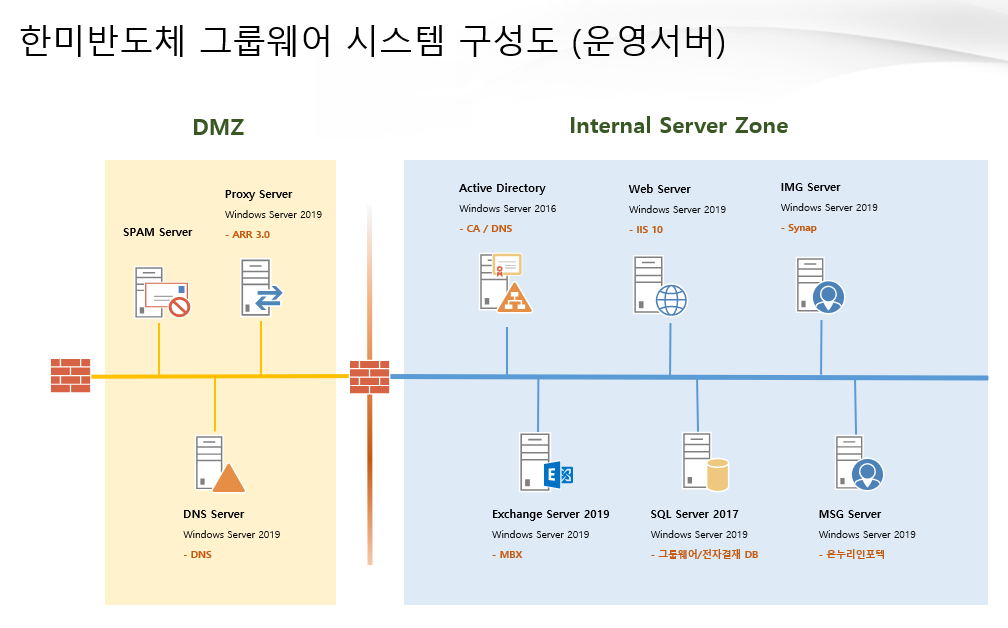 한미반도체 그룹웨어 시스템 구성도 (운영서버)
DMZ
Internal Server Zone
SPAM Server
Proxy Server
Windows Server 2019
- ARR 3.0
Active Directory
Windows Server 2016
- CA / DNS
Web Server
Windows Server 2019
- IIS 10
IMG Server
Windows Server 2019
- Synap
DNS Server
Windows Server 2019
- DNS
Exchange Server 2019
Windows Server 2019
- MBX
SQL Server 2017
Windows Server 2019
- 그룹웨어/전자결재 DB
MSG Server
Windows Server 2019
- 온누리인포텍